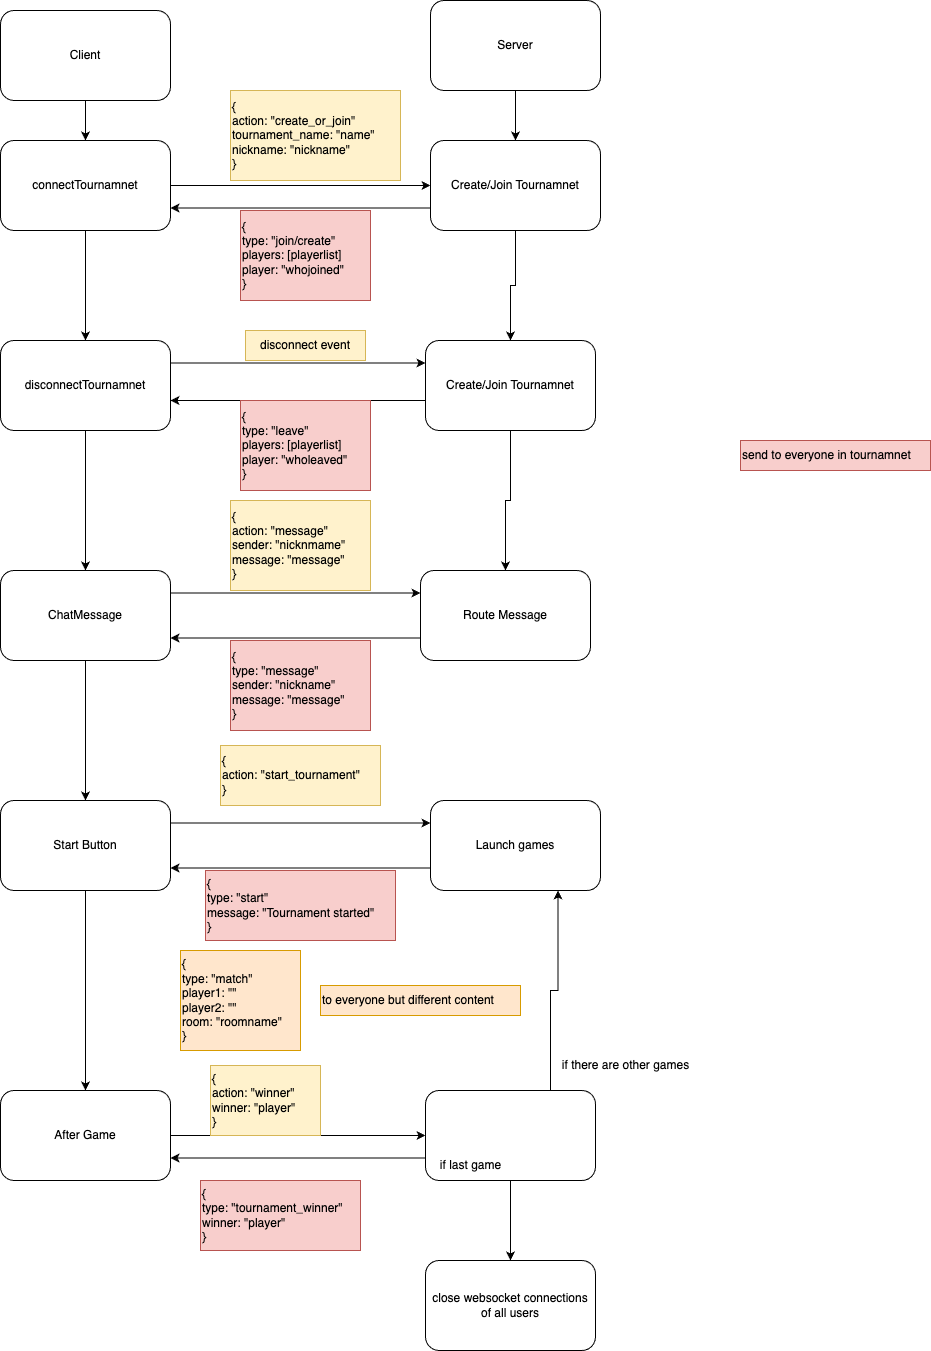 Client
Server
{
action: "create_or_join"
tournament_name: "name"
nickname: "nickname"
}
connectTournamnet
Create/Join Tournamnet
{
type: "join/create"
players: [playerlist]
player: "whojoined"
}
disconnect event
disconnectTournamnet
Create/Join Tournamnet
{
type: "leave"
players: [playerlist]
player: "wholeaved"
}
send to everyone in tournamnet
{
action: "message"
sender: "nicknmame"
message: "message"
}
ChatMessage
Route Message
{
type: "message"
sender: "nickname"
message: "message"
}
{
action: "start_tournament"
}
Start Button
Launch games
{
type: "start"
message: "Tournament started"
}
{
type: "match"
player1: ""
player2: ""
room: "roomname"
}
to everyone but different content
if there are other games
{
action: "winner"
winner: "player"
}
After Game
if last game
{
type: "tournament_winner"
winner: "player"
}
close websocket connections
of all users